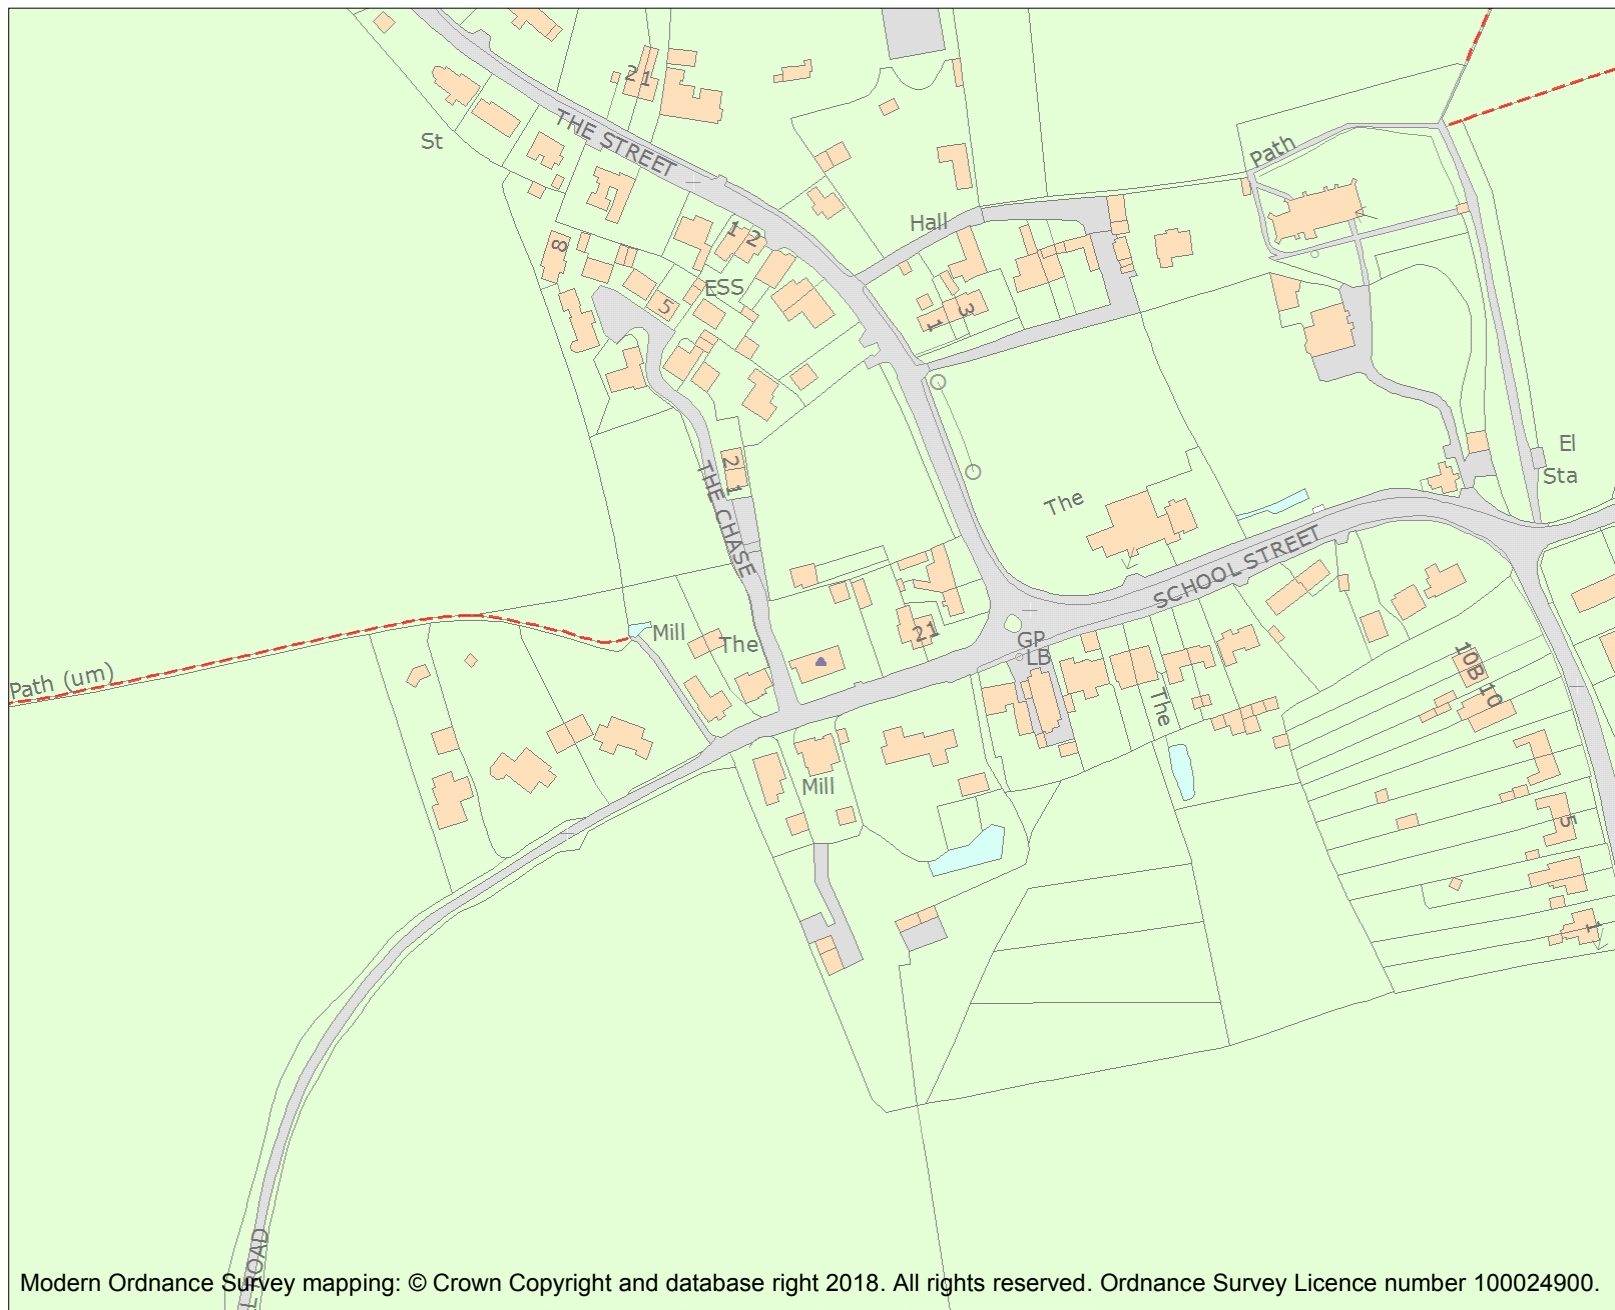 21
St
THE STREET
Path
Hall
1 2
8
ESS
5
1
3
El
Sta
The
2
1
THE CHASE
SCHOOL STREET
Mill
The
21
GP
LB
Path (um)
The
10B 10
Mill
5
1
L ROAD
Modern Ordnance Survey mapping: © Crown Copyright and database right 2018. All rights reserved. Ordnance Survey Licence number 100024900.